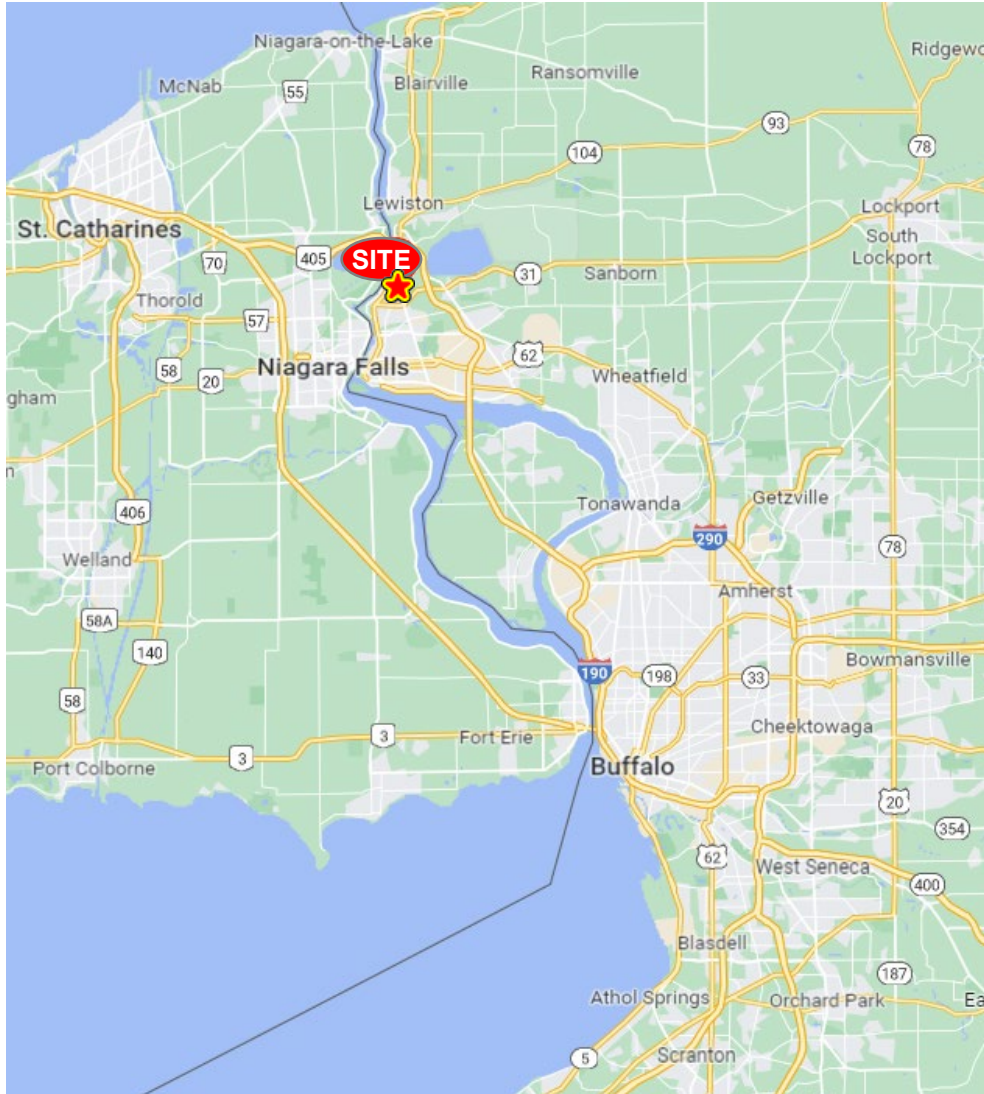 Niagara-on-the-Lake
Ridgewo
Ransomville
McNab
Blairville
55
93
104
78
Lewiston
Lockport
St. Catharines
South
Lockport
405
SITE
70
31
Sanborn
Thorold
57
62
58
Niagara Falls
20
Wheatfield
gham
n
Tonawanda
Getzville
406
290
78
Welland
Amherst
58A
140
Bowmansville
190
198
33
58
Cheektowaga
3
Fort Erie
3
Port Colborne
Buffalo
20
354
62
West Seneca
400
Blasdell
187
Athol Springs
Orchard Park
Ea
5
Scranton